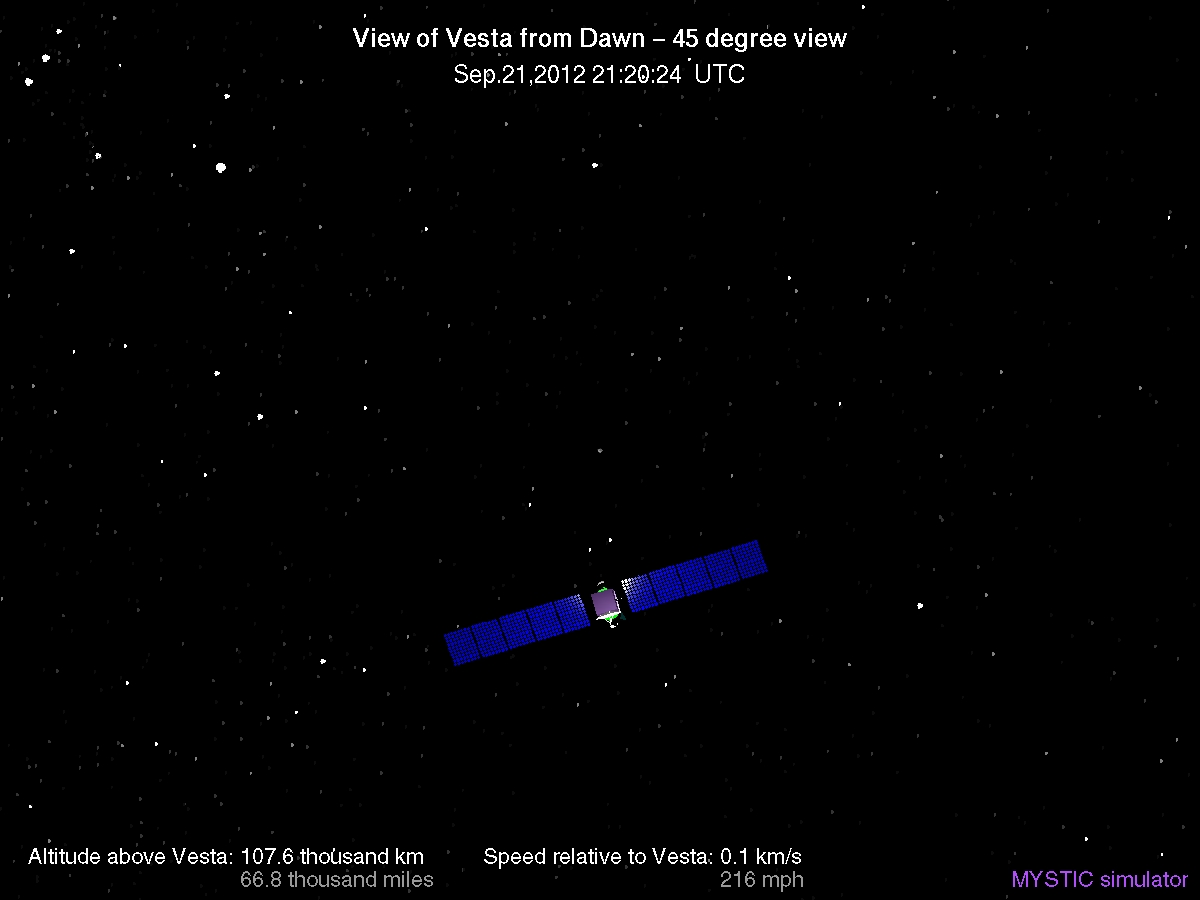 View of Vesta from Dawn – 45 degree view
Sep.21,2012 21:20:24 UTC
Altitude above Vesta: 107.6 thousand km
66.8 thousand miles
Speed relative to Vesta: 0.1 km/s
216 mph
MYSTIC simulator